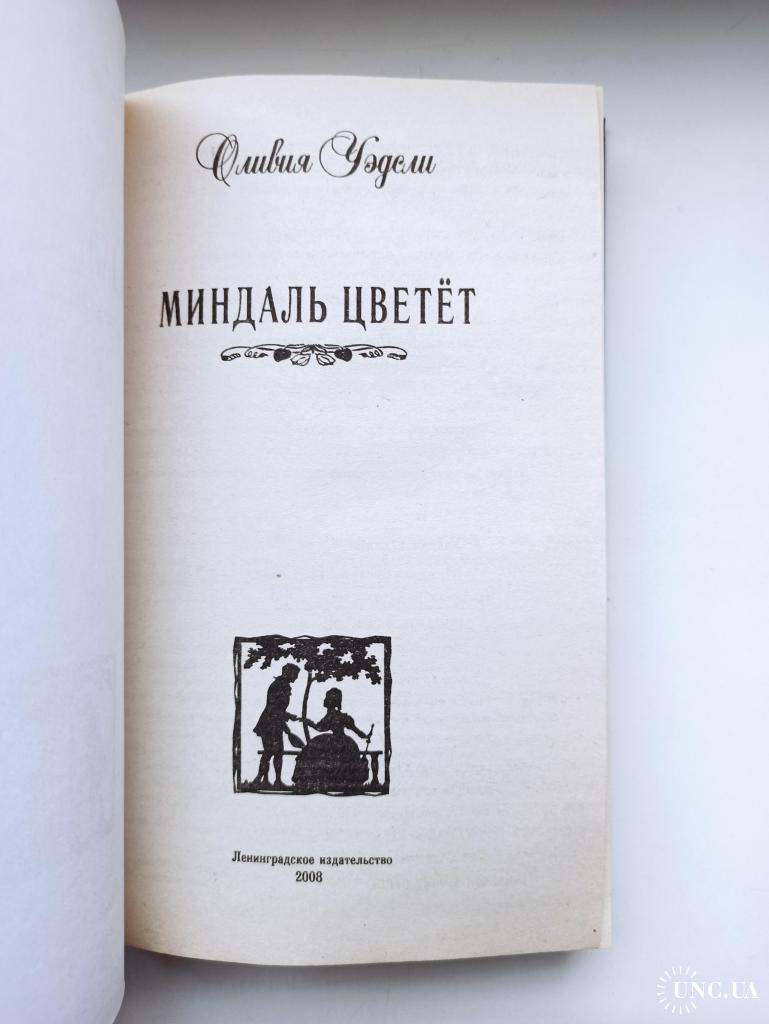 Оливия Уэдсли
МИНДАЛЬ ЦВЕТЁТ
Ленинградское издательство
2008
UNC.UA